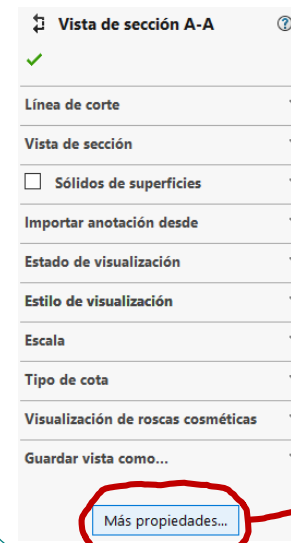 Vista de sección A-A
Línea de corte
Vista de sección
Sólidos de superficies
Importar anotación desde
Estado de visualización
Estilo de visualización
Escala
Tipo de cota
Visualización de roscas cosméticas
Guardar vista como...
Más propiedades...